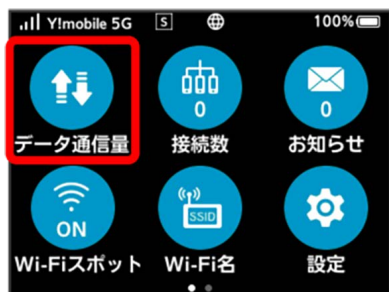 Y!mobile 5G S 100%
データ通信量 接続数 お知らせ
0 0
ON SSID
Wi-Fiスポット Wi-Fi名 設定